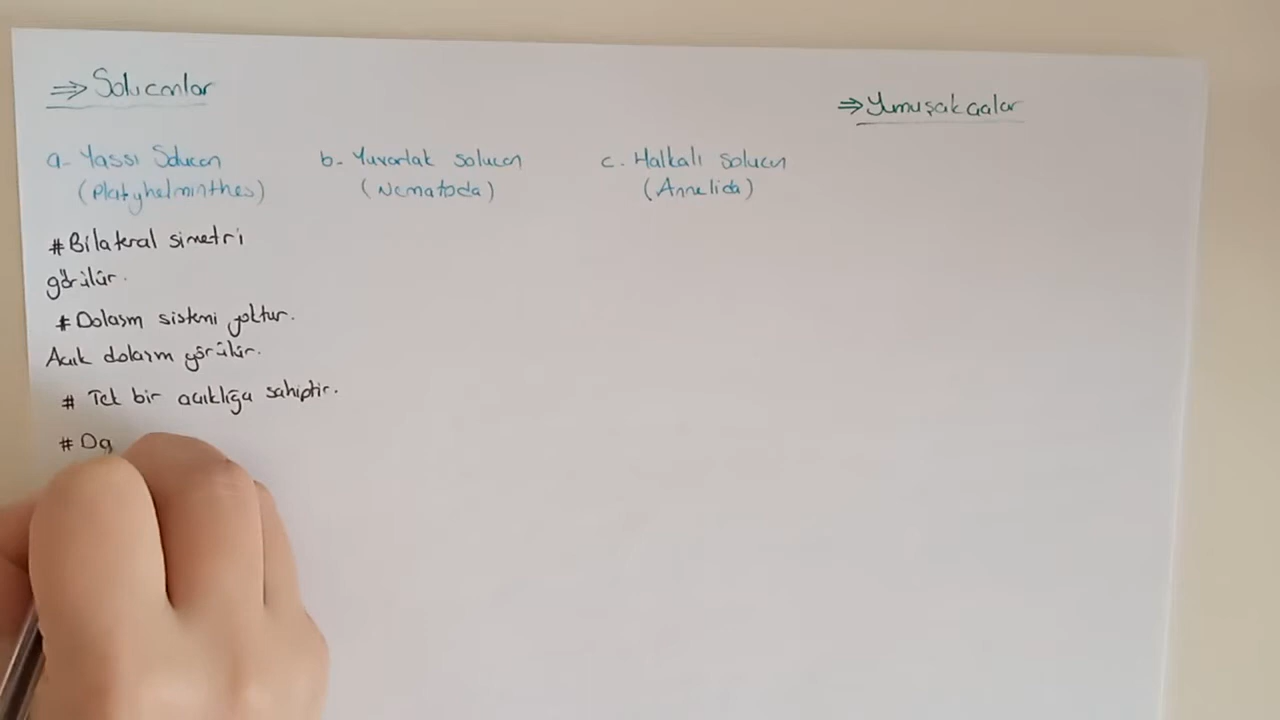 ⇒ Solucanlar
⇒ Yumuşakçalar
a- Yassı Solucan
(Platyhelminthes)
b- Yuvarlak solucan
(Nematoda)
c. Halkalı solucan
(Annelida)
# Bilateral simetri
görülür.
# Dolaşım sistemi yoktur.
Açık dolaşım görülür.
# Tek bir açıklığa sahiptir.
# Og